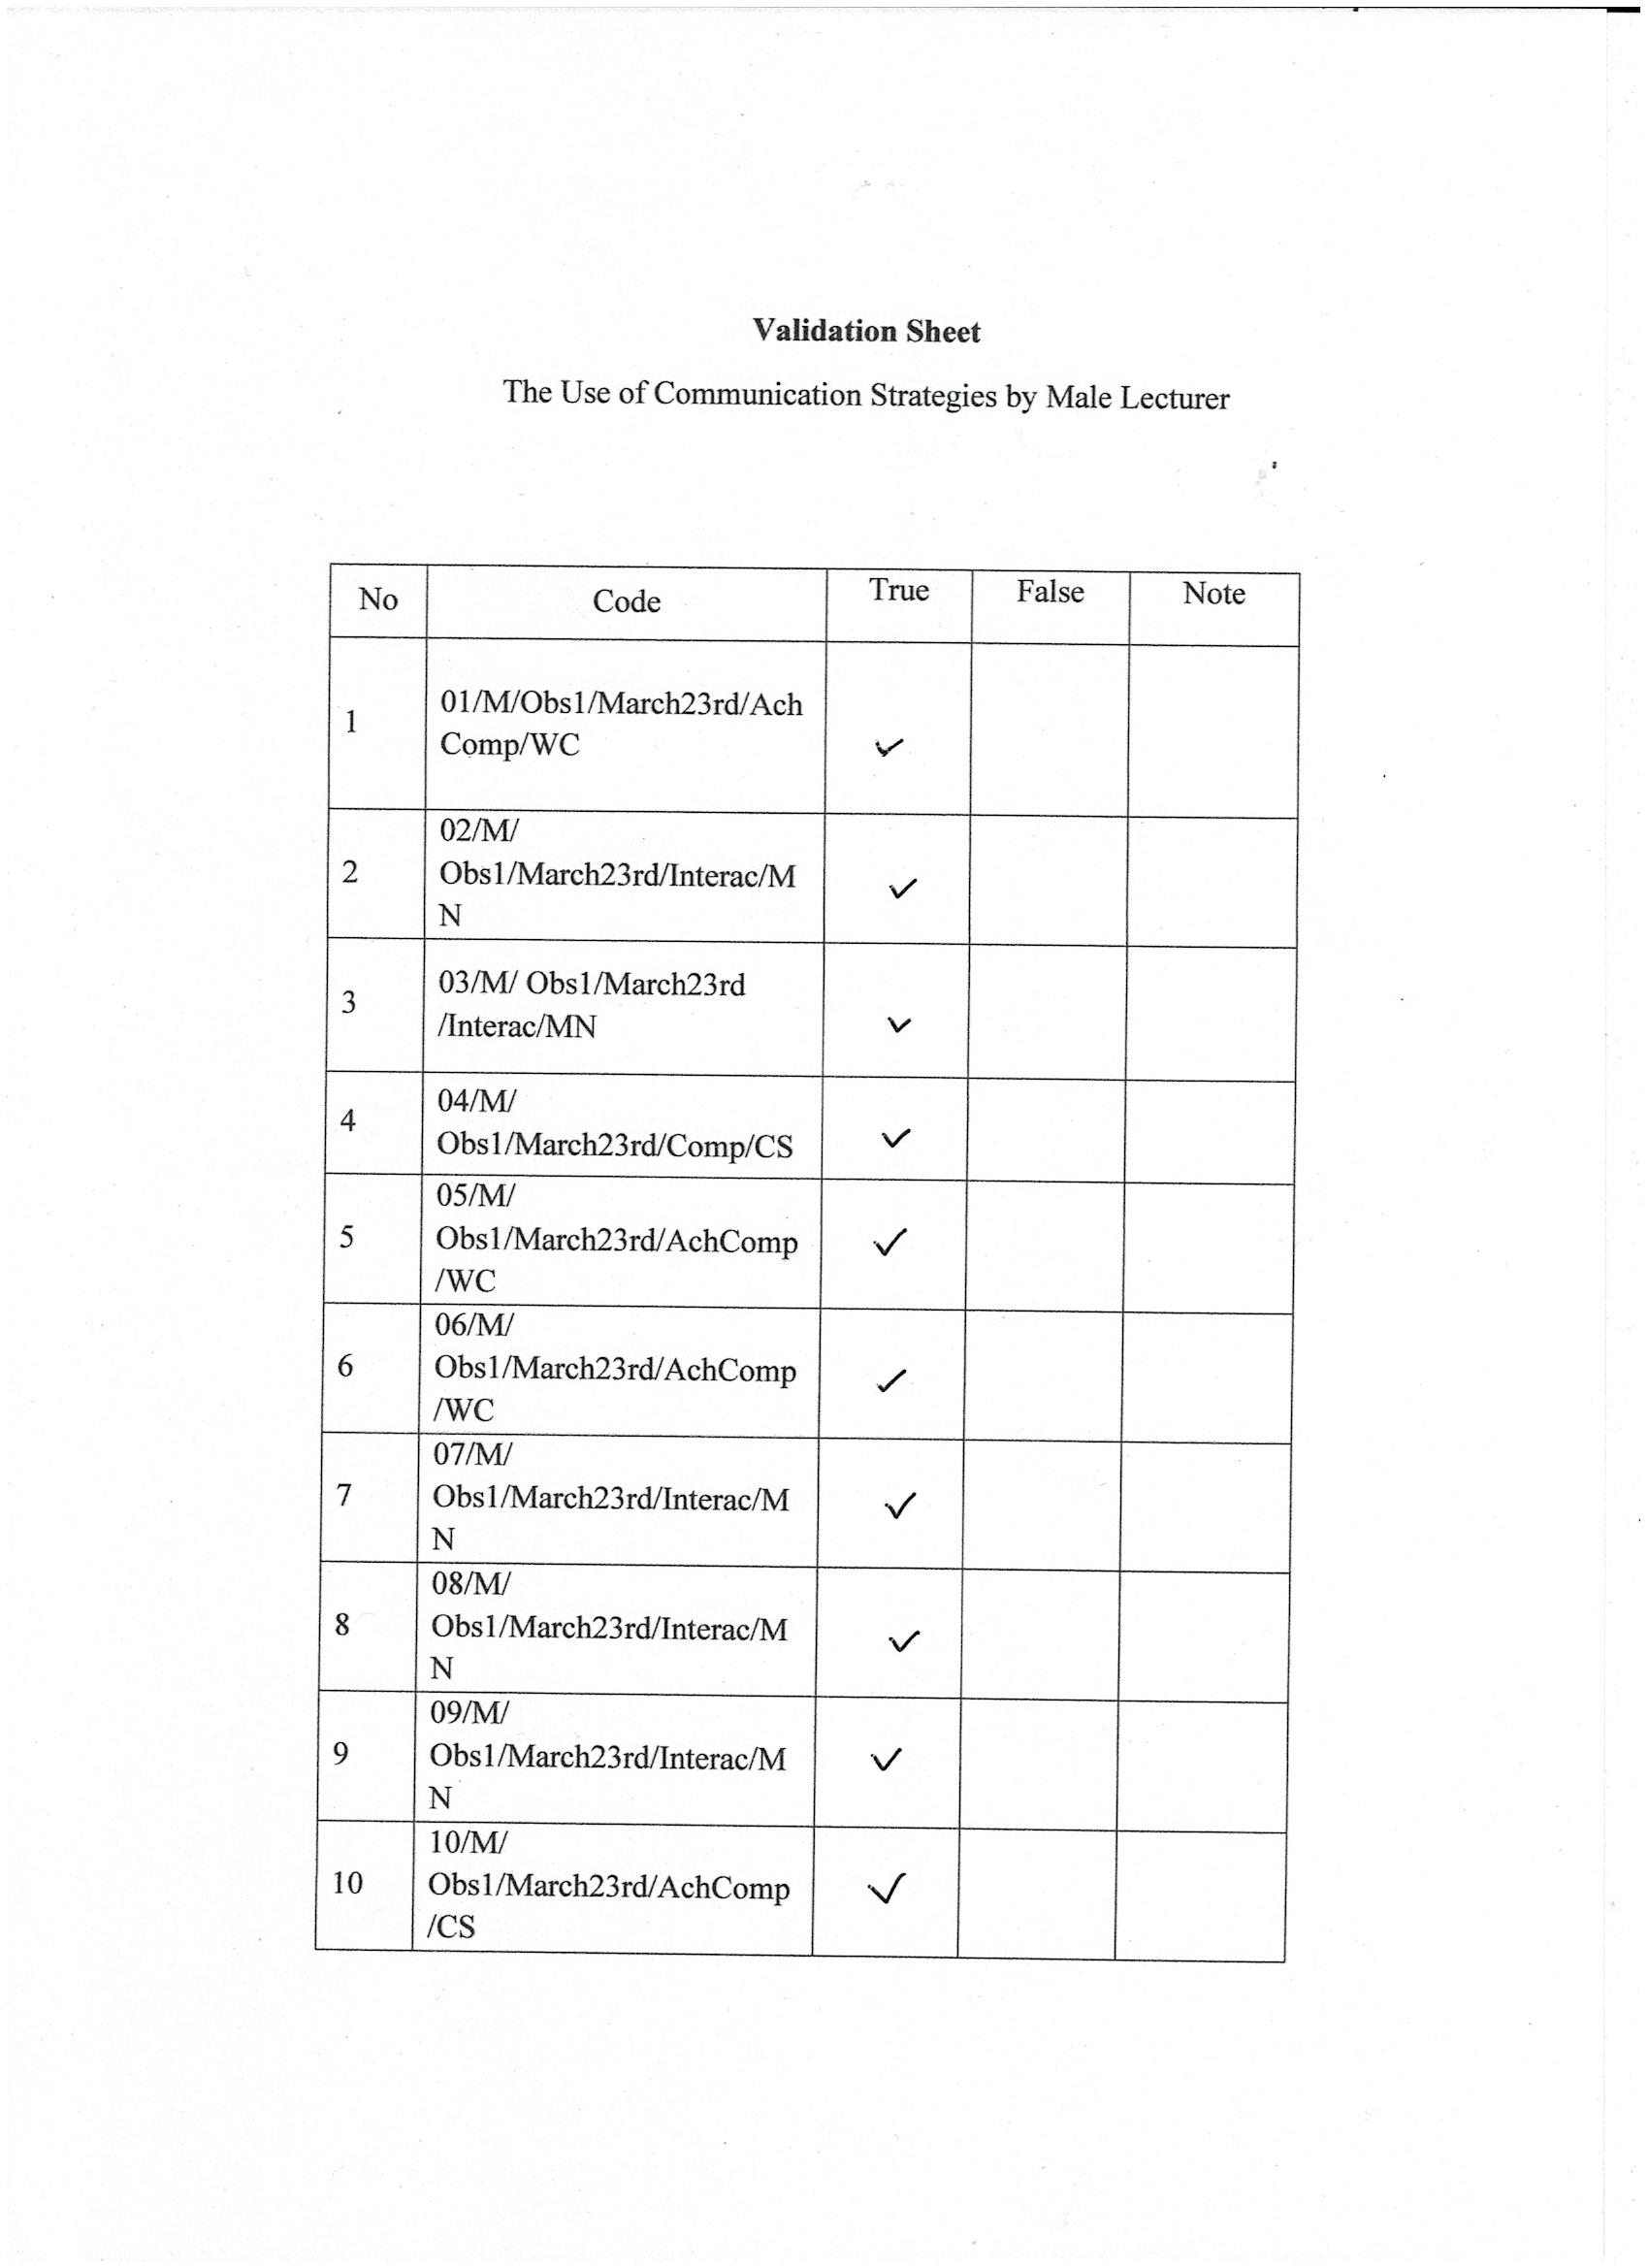 Validation Sheet
The Use of Communication Strategies by Male Lecturer
No Code True False Note
1 01/M/Obs1/March23rd/Ach
Comp/WC ✓
2 02/M/
Obs1/March23rd/Interac/M
N ✓
3 03/M/ Obs1/March23rd
/Interac/MN ✓
4 04/M/
Obs1/March23rd/Comp/CS ✓
5 05/M/
Obs1/March23rd/AchComp
/WC ✓
6 06/M/
Obs1/March23rd/AchComp
/WC ✓
7 07/M/
Obs1/March23rd/Interac/M
N ✓
8 08/M/
Obs1/March23rd/Interac/M
N ✓
9 09/M/
Obs1/March23rd/Interac/M
N ✓
10 10/M/
Obs1/March23rd/AchComp
/CS ✓